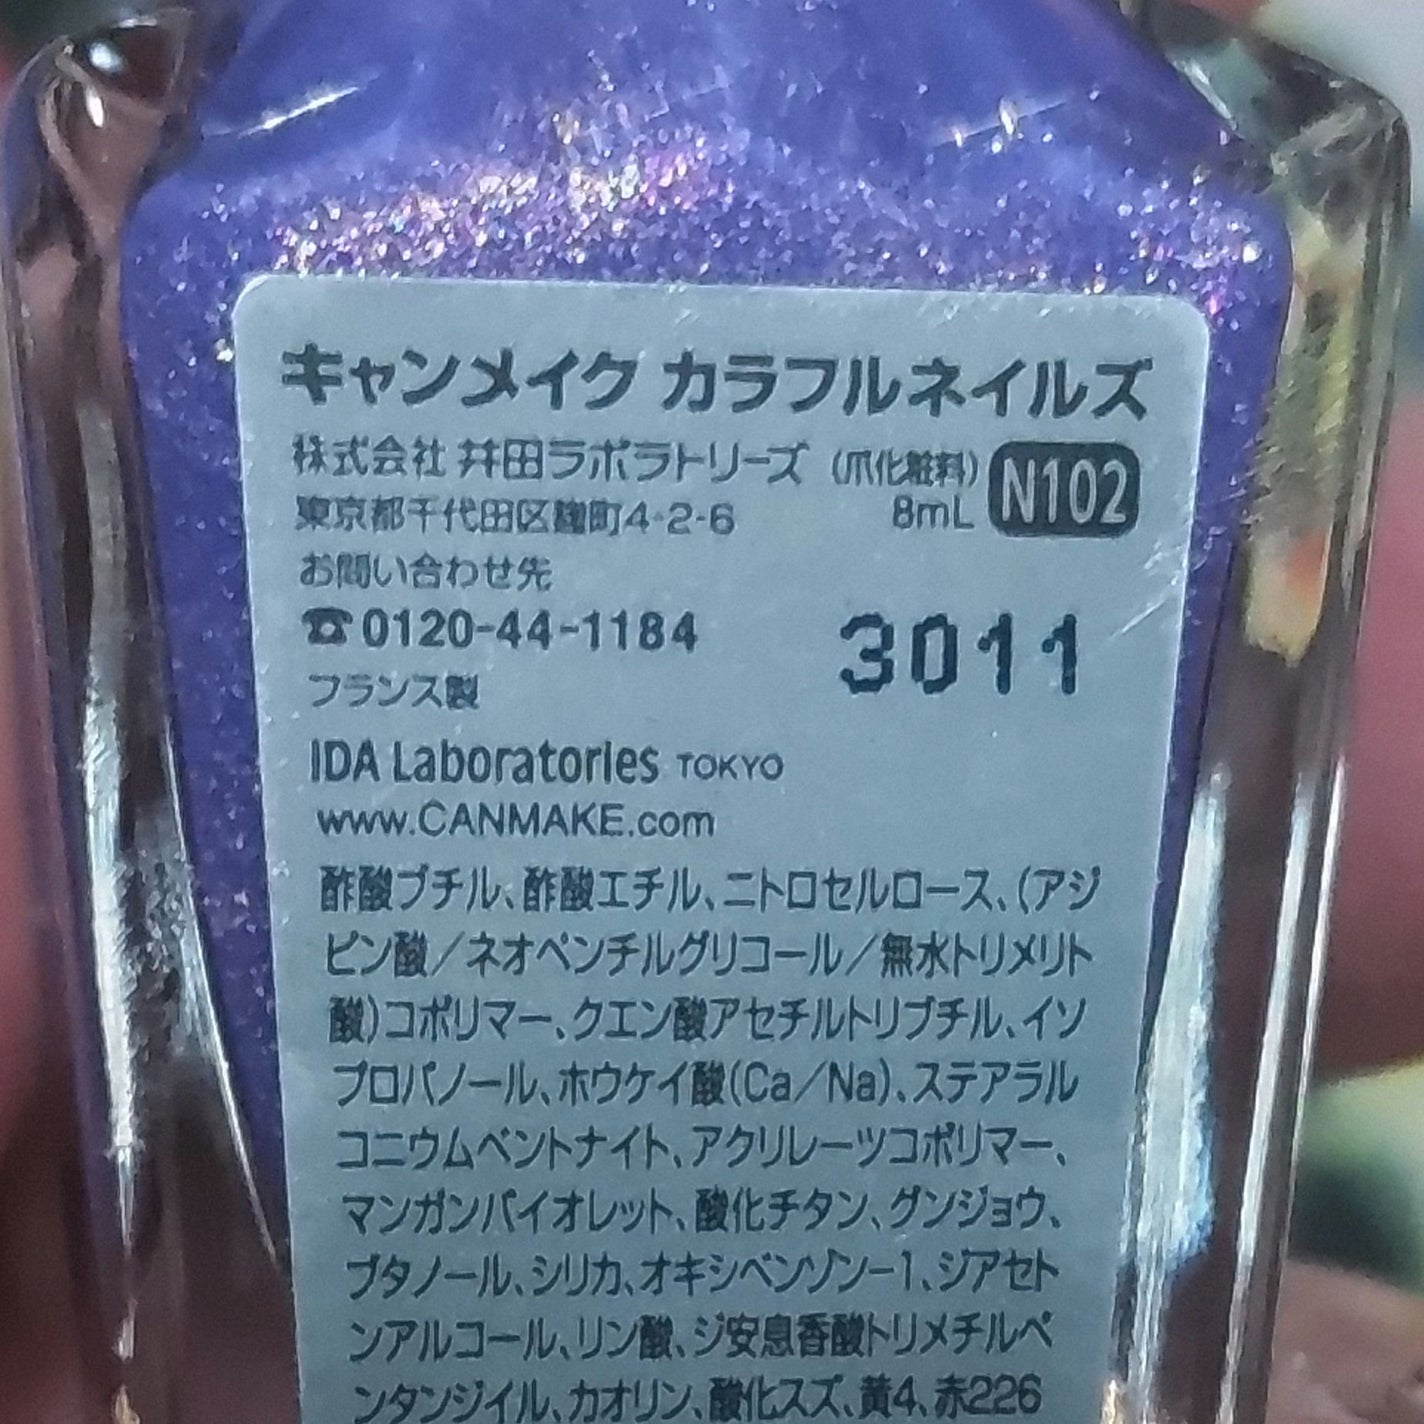 キャンメイク カラフルネイルズ
株式会社 井田ラボラトリーズ (爪化粧料) N102
東京都千代田区麹町4-2-6 8mL
お問い合わせ先
☎0120-44-1184 3011
フランス製
IDA Laboratories TOKYO
www.CANMAKE.com
酢酸ブチル、酢酸エチル、ニトロセルロース、(アジ
ピン酸/ネオペンチルグリコール/無水トリメリト
酸)コポリマー、クエン酸アセチルトリブチル、イソ
プロパノール、ホウケイ酸(Ca/Na)、ステアラル
コニウムベントナイト、アクリレーツコポリマー、
マンガンバイオレット、酸化チタン、グンジョウ、
ブタノール、シリカ、オキシベンゾン-1、ジアセト
ンアルコール、リン酸、ジ安息香酸トリメチルペ
ンタンジイル、カオリン、酸化スズ、黄4、赤226